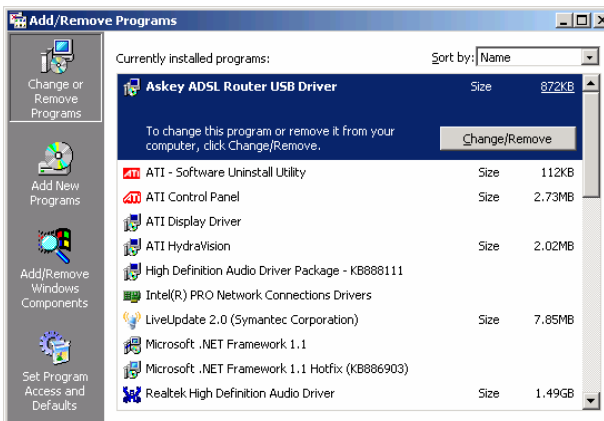 Add/Remove Programs
Change or
Remove
Programs
Add New
Programs
Add/Remove
Windows
Components
Set Program
Access and
Defaults
Currently installed programs:
Sort by: Name
Askey ADSL Router USB Driver Size 872KB
To change this program or remove it from your
computer, click Change/Remove.
Change/Remove
ATI - Software Uninstall Utility Size 112KB
ATI Control Panel Size 2.73MB
ATI Display Driver
ATI HydraVision Size 2.02MB
High Definition Audio Driver Package - KB888111
Intel(R) PRO Network Connections Drivers
LiveUpdate 2.0 (Symantec Corporation) Size 7.85MB
Microsoft .NET Framework 1.1
Microsoft .NET Framework 1.1 Hotfix (KB886903)
Realtek High Definition Audio Driver Size 1.49GB